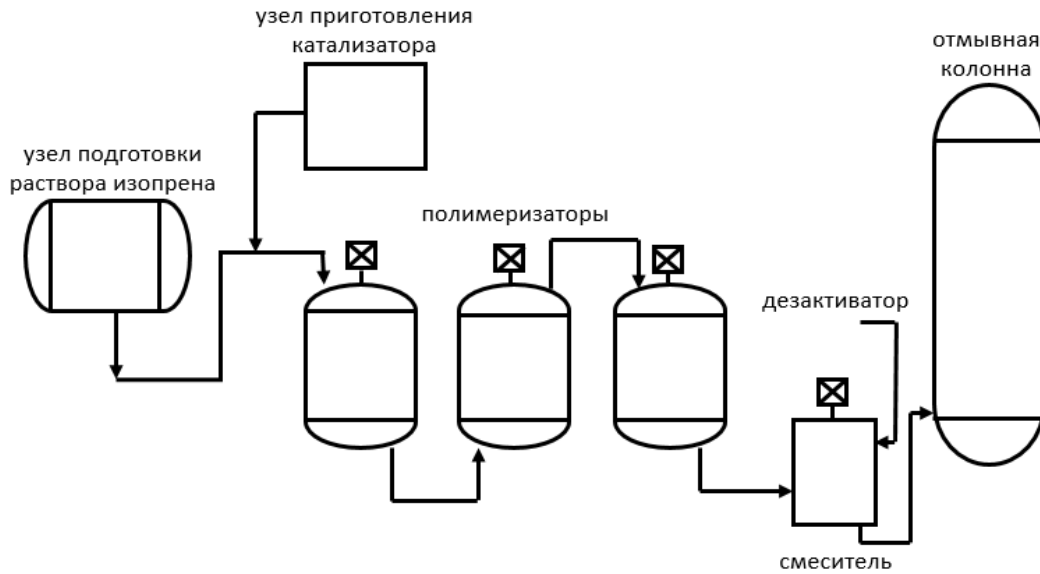 узел приготовления
катализатора
отмывная
колонна
узел подготовки
раствора изопрена
полимеризаторы
дезактиватор
смеситель